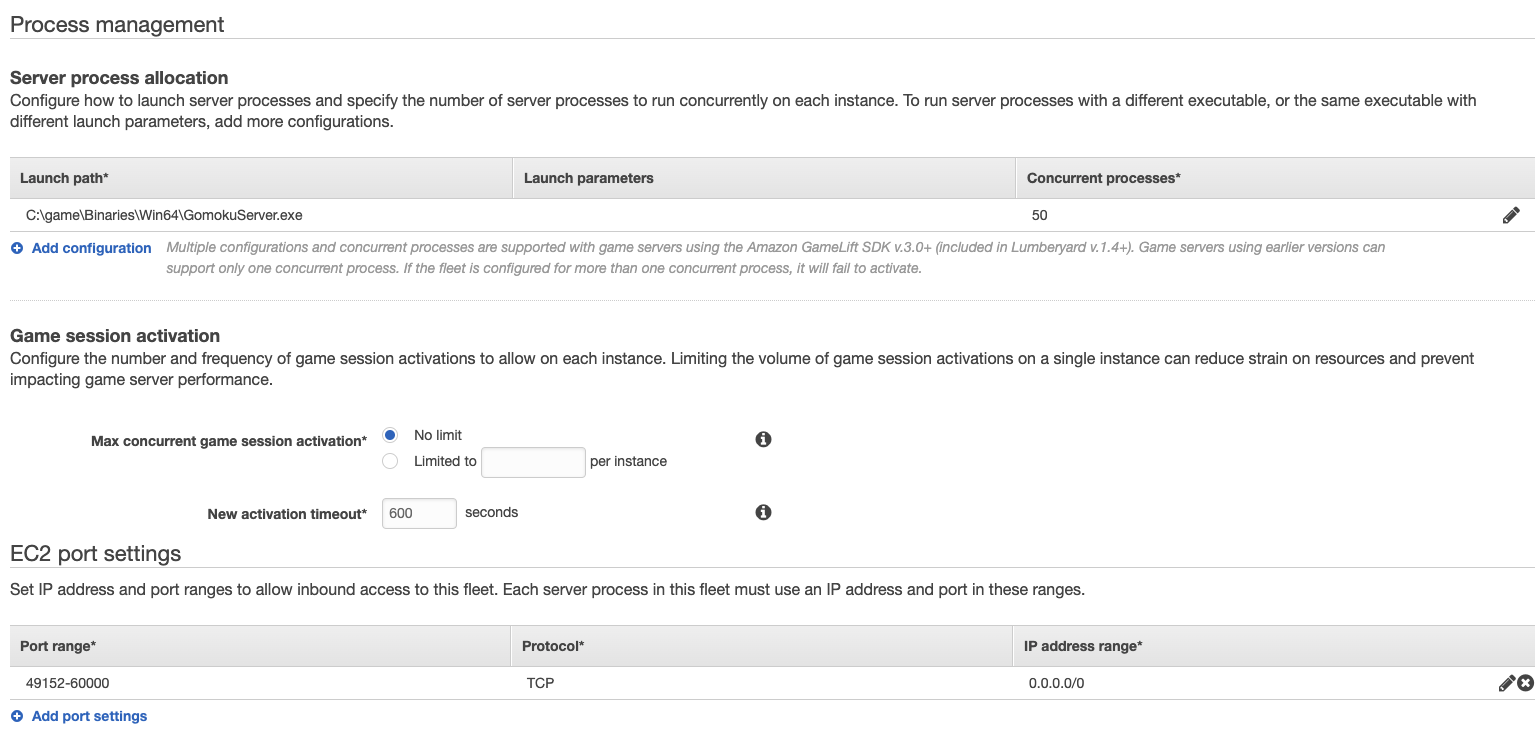 Process management
Server process allocation
Configure how to launch server processes and specify the number of server processes to run concurrently on each instance. To run server processes with a different executable, or the same executable with
different launch parameters, add more configurations.
Launch path* Launch parameters Concurrent processes*
C:\game\Binaries\Win64\GomokuServer.exe 50
Add configuration Multiple configurations and concurrent processes are supported with game servers using the Amazon GameLift SDK v.3.0+ (included in Lumberyard v.1.4+). Game servers using earlier versions can
support only one concurrent process. If the fleet is configured for more than one concurrent process, it will fail to activate.
Game session activation
Configure the number and frequency of game session activations to allow on each instance. Limiting the volume of game session activations on a single instance can reduce strain on resources and prevent
impacting game server performance.
Max concurrent game session activation* No limit
Limited to per instance
New activation timeout* 600 seconds
EC2 port settings
Set IP address and port ranges to allow inbound access to this fleet. Each server process in this fleet must use an IP address and port in these ranges.
Port range* Protocol* IP address range*
49152-60000 TCP 0.0.0.0/0
Add port settings